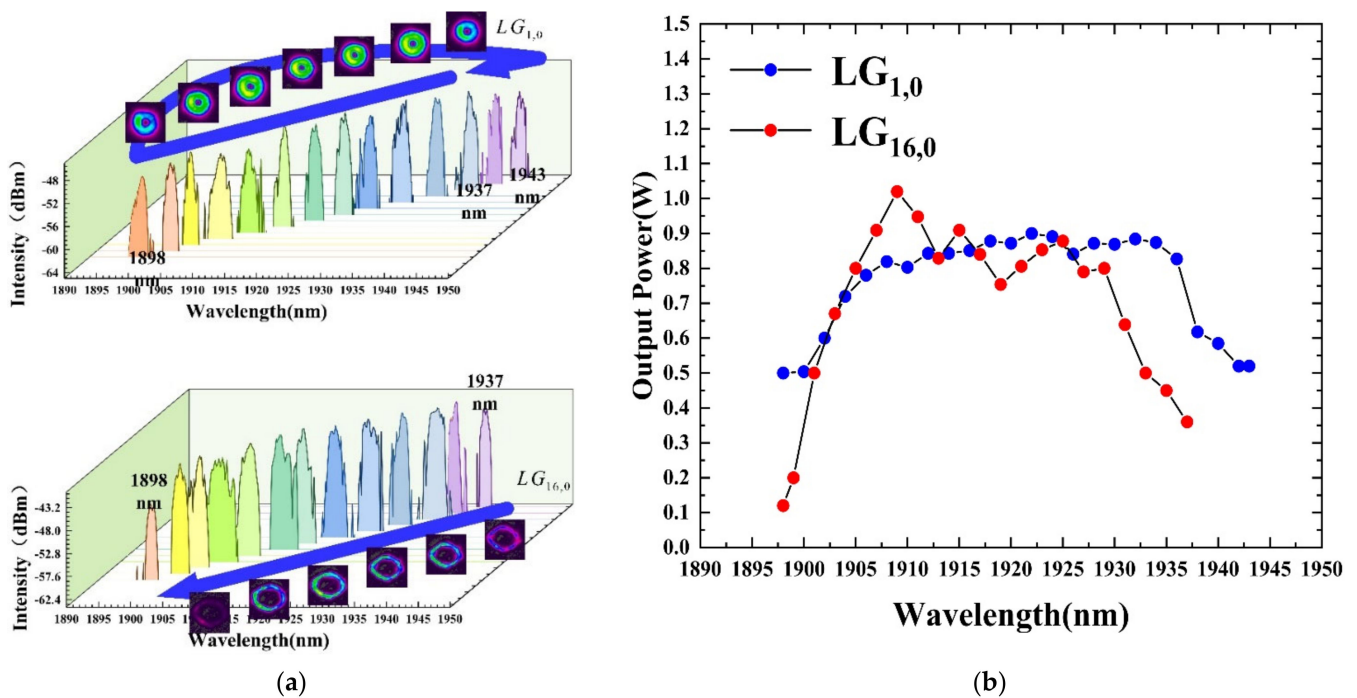 LG1,0
Intensity (dBm)
-48
-52
-56
-60
-64
1898
nm
1937
nm
1943
nm
1890 1895 1900 1905 1910 1915 1920 1925 1930 1935 1940 1945 1950
Wavelength(nm)
1937
nm
1898
nm
LG16,0
Intensity (dBm)
-43.2
-48.0
-52.8
-57.6
-62.4
1890 1895 1900 1905 1910 1915 1920 1925 1930 1935 1940 1945 1950
Wavelength(nm)
(a)
1.5
1.4
1.3
1.2
1.1
1.0
0.9
0.8
0.7
0.6
0.5
0.4
0.3
0.2
0.1
0.0
Output Power(W)
LG1,0
LG16,0
1890 1895 1900 1905 1910 1915 1920 1925 1930 1935 1940 1945 1950
Wavelength(nm)
(b)